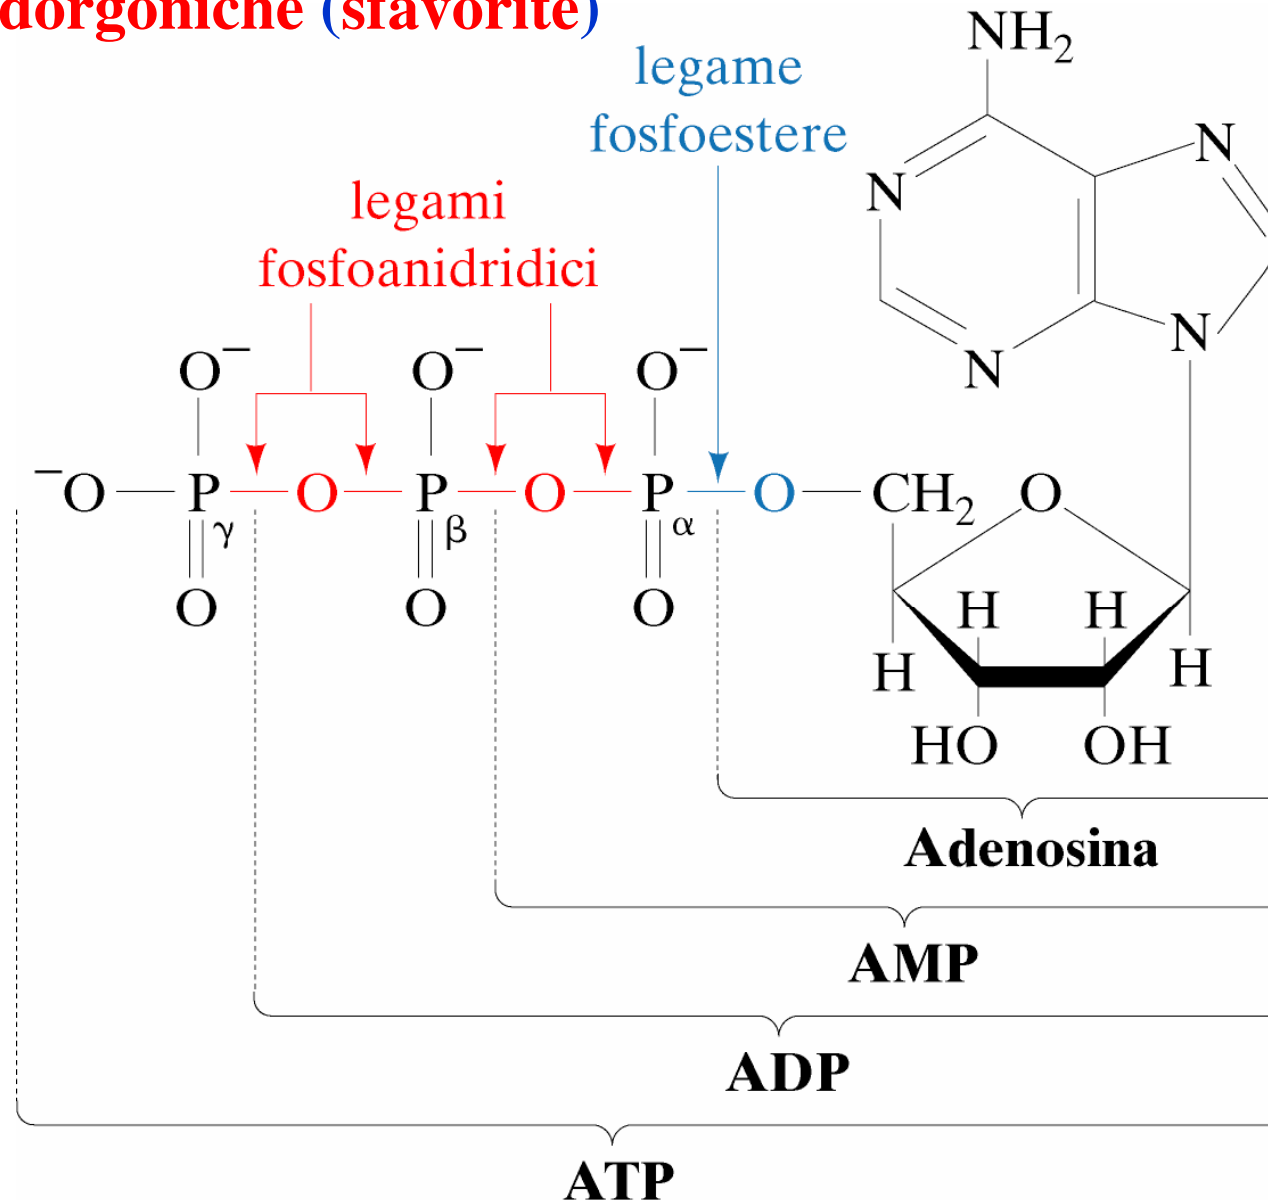 dorgoniche (sfavorite)
NH2
legame
fosfoestere
N
N
legami
fosfoanidridici
N
N
O− O− O−
−O P O P O P O CH2 O
γ β α
O O O
H H
H H
HO OH
Adenosina
AMP
ADP
ATP